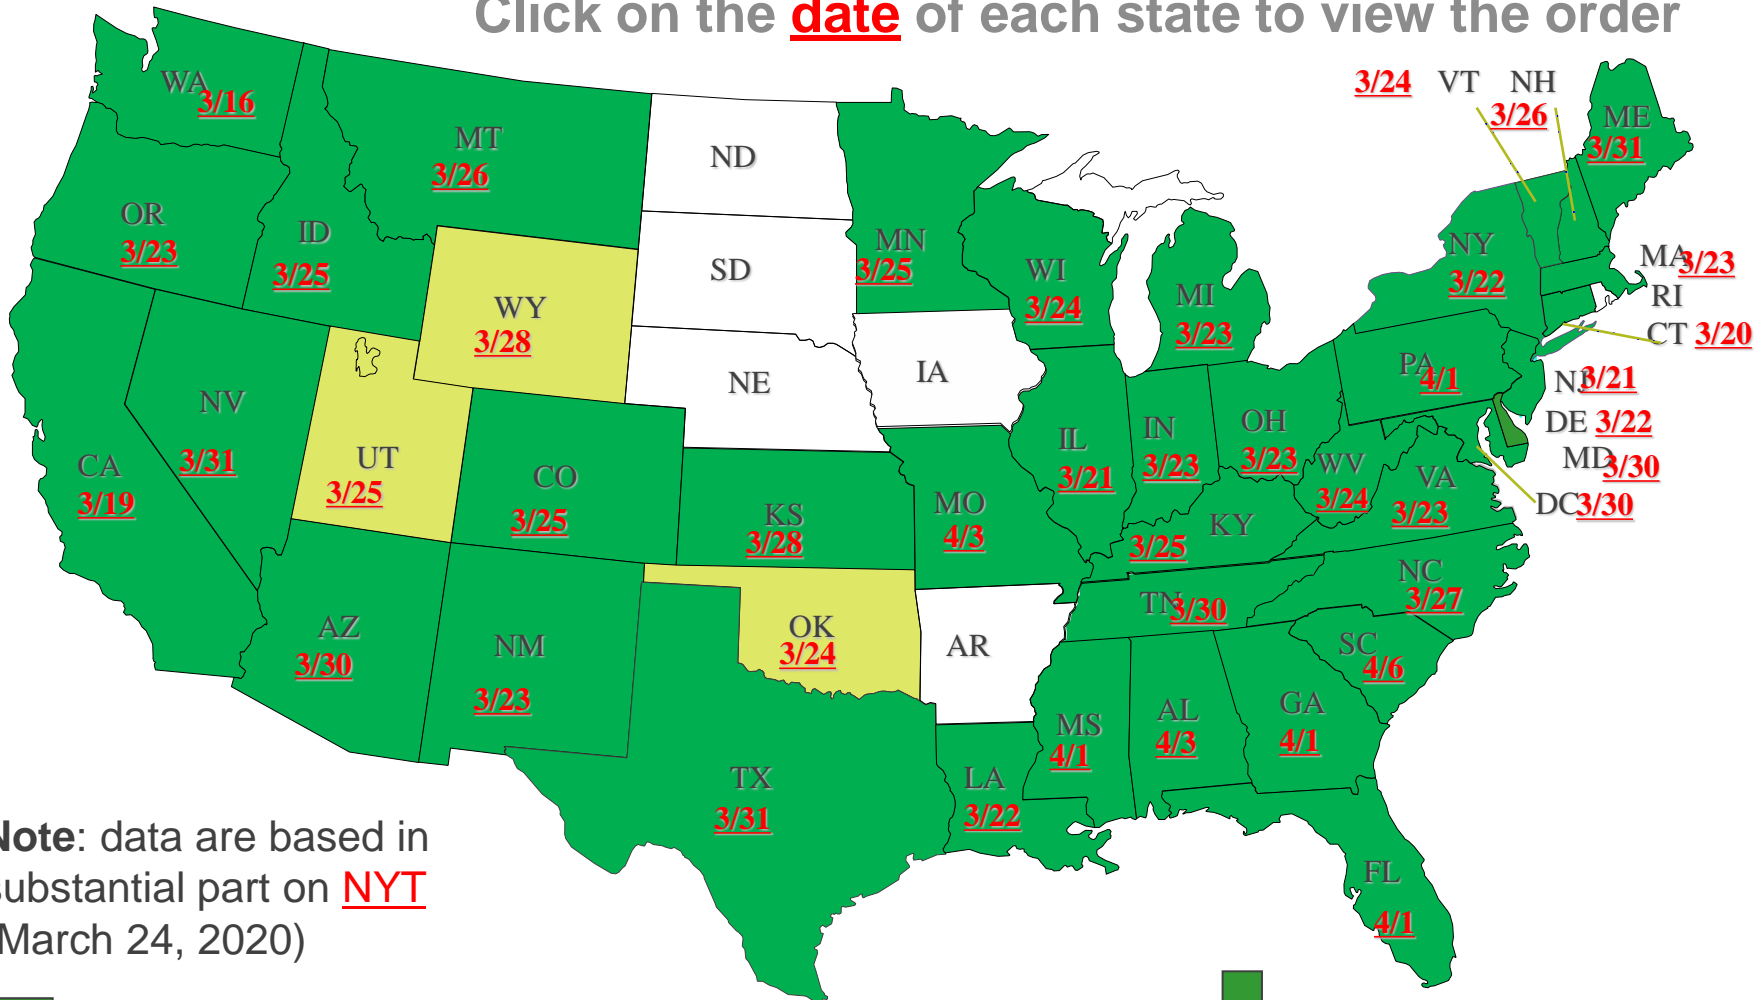 Click on the date of each state to view the order
WA 3/16
MT 3/26
ND
OR 3/23
ID 3/25
SD
MN 3/25
WI 3/24
MI 3/23
3/24 VT
NH 3/26
ME 3/31
NY 3/22
MA 3/23
RI
CT 3/20
WY 3/28
NE
IA
PA 4/1
NJ 3/21
DE 3/22
MD 3/30
DC 3/30
NV 3/31
UT 3/25
CA 3/19
CO 3/25
KS 3/28
MO 4/3
IL 3/21
IN 3/23
OH 3/23
WV 3/24
VA 3/23
KY 3/25
NC 3/27
TN 3/30
AZ 3/30
NM 3/23
OK 3/24
AR
SC 4/6
MS 4/1
AL 4/3
GA 4/1
TX 3/31
LA 3/22
FL 4/1
Note: data are based in
substantial part on NYT
(March 24, 2020)